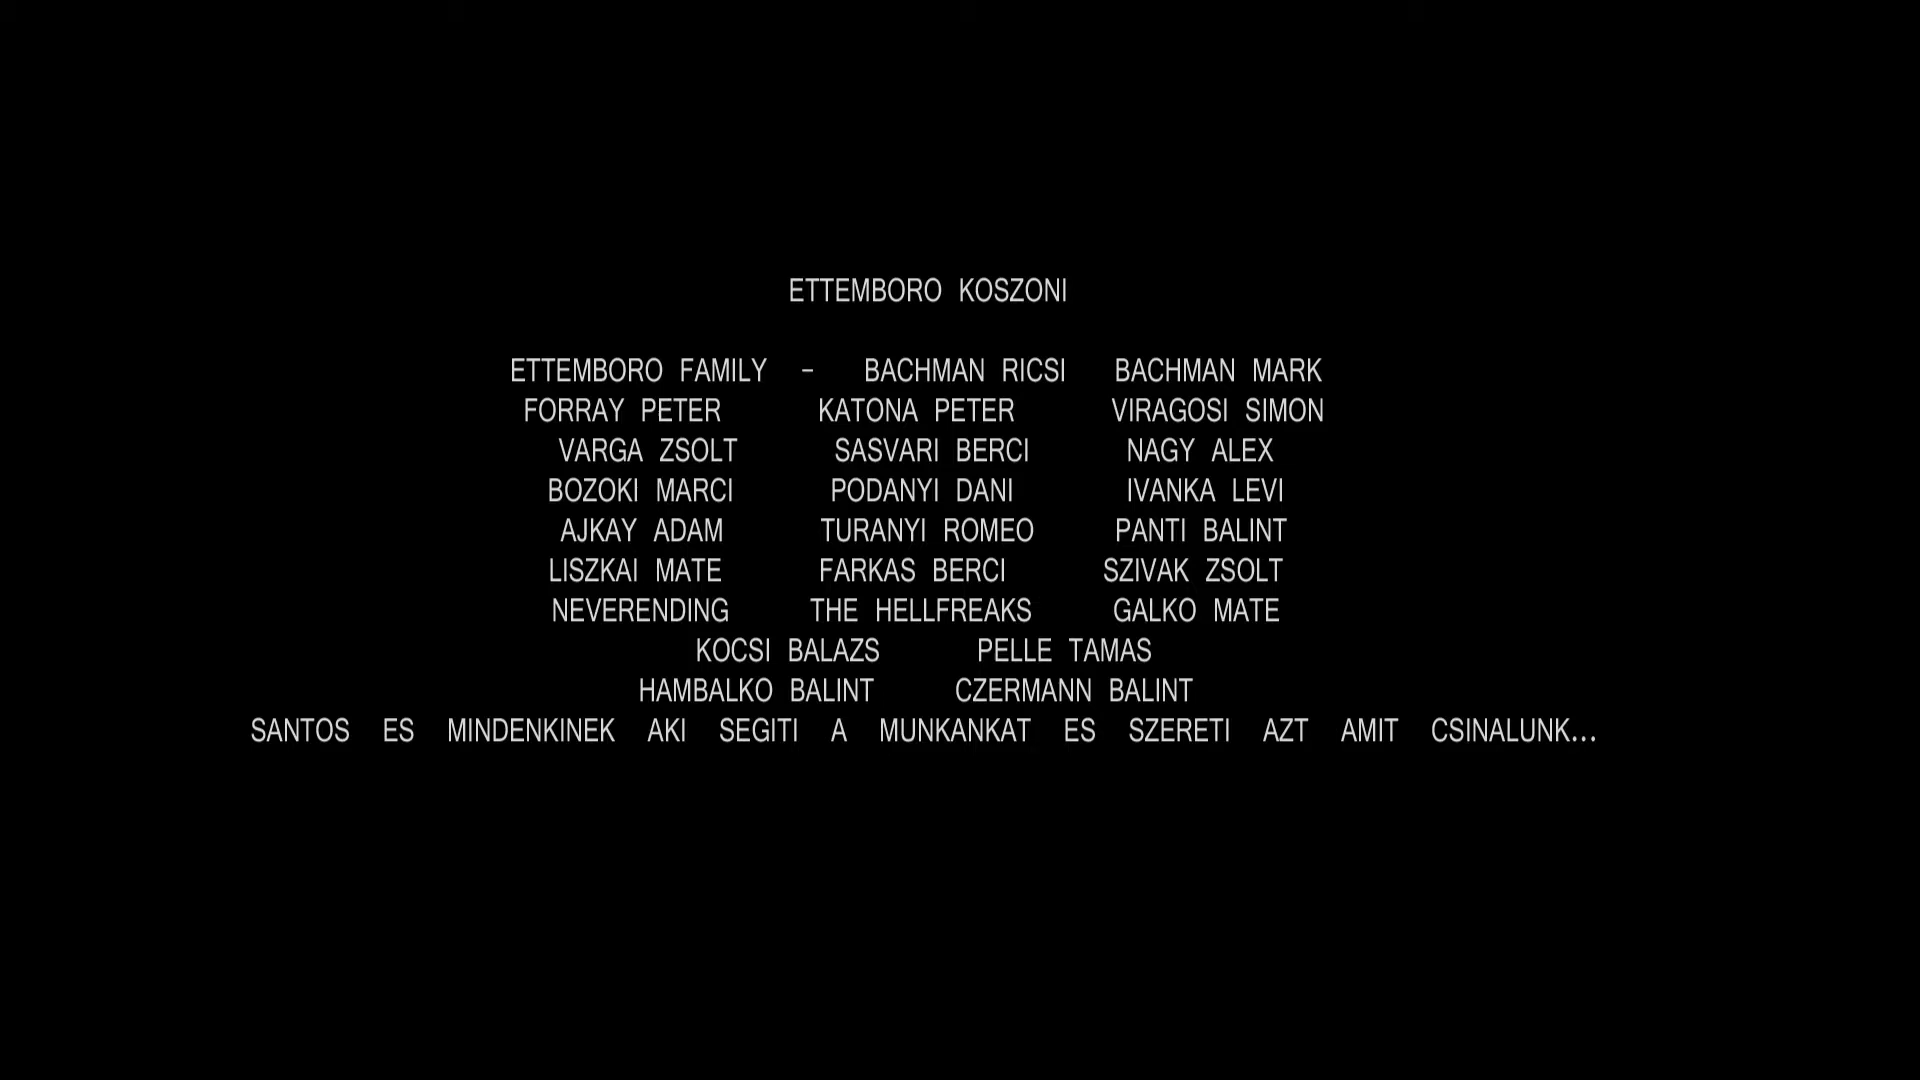 ETTEMBORO KOSZONI
ETTEMBORO FAMILY - BACHMAN RICSI BACHMAN MARK
FORRAY PETER KATONA PETER VIRAGOSI SIMON
VARGA ZSOLT SASVARI BERCI NAGY ALEX
BOZOKI MARCI PODANYI DANI IVANKA LEVI
AJKAY ADAM TURANYI ROMEO PANTI BALINT
LISZKAI MATE FARKAS BERCI SZIVAK ZSOLT
NEVERENDING THE HELLFREAKS GALKO MATE
KOCSI BALAZS PELLE TAMAS
HAMBALKO BALINT CZERMANN BALINT
SANTOS ES MINDENKINEK AKI SEGITI A MUNKANKAT ES SZERETI AZT AMIT CSINALUNK...